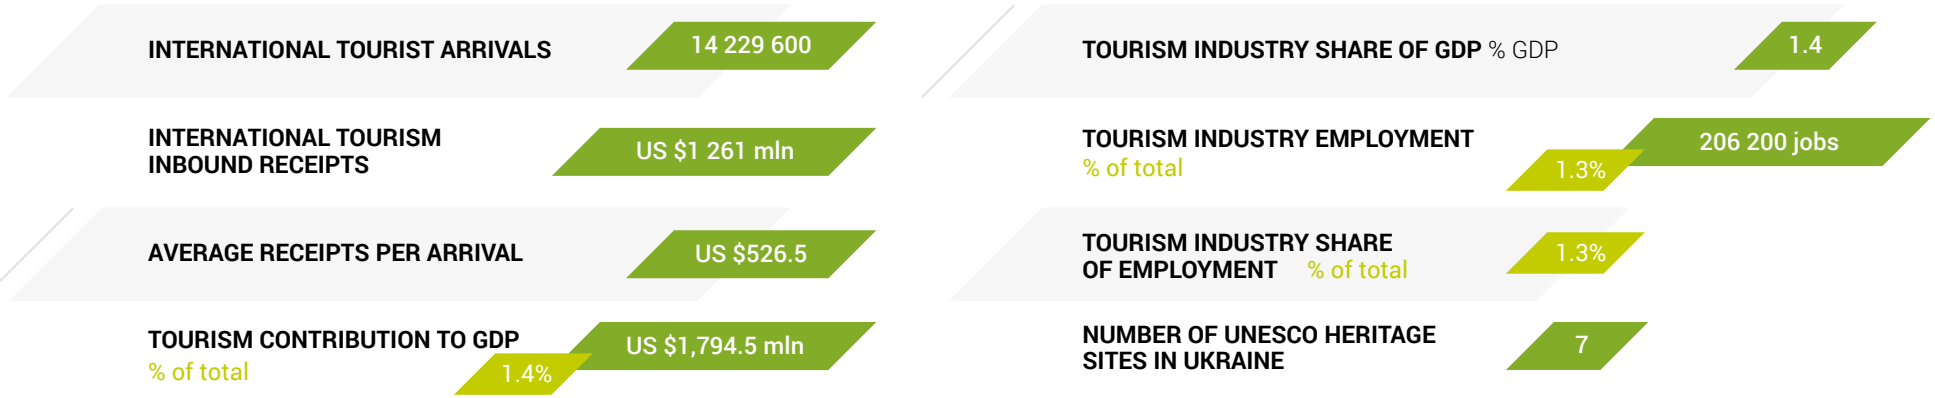 INTERNATIONAL TOURIST ARRIVALS
14 229 600
INTERNATIONAL TOURISM
INBOUND RECEIPTS
US $1 261 mln
AVERAGE RECEIPTS PER ARRIVAL
US $526.5
TOURISM CONTRIBUTION TO GDP
% of total
1.4%
US $1,794.5 mln
TOURISM INDUSTRY SHARE OF GDP % GDP
1.4
TOURISM INDUSTRY EMPLOYMENT
% of total
1.3%
206 200 jobs
TOURISM INDUSTRY SHARE
OF EMPLOYMENT % of total
1.3%
NUMBER OF UNESCO HERITAGE
SITES IN UKRAINE
7